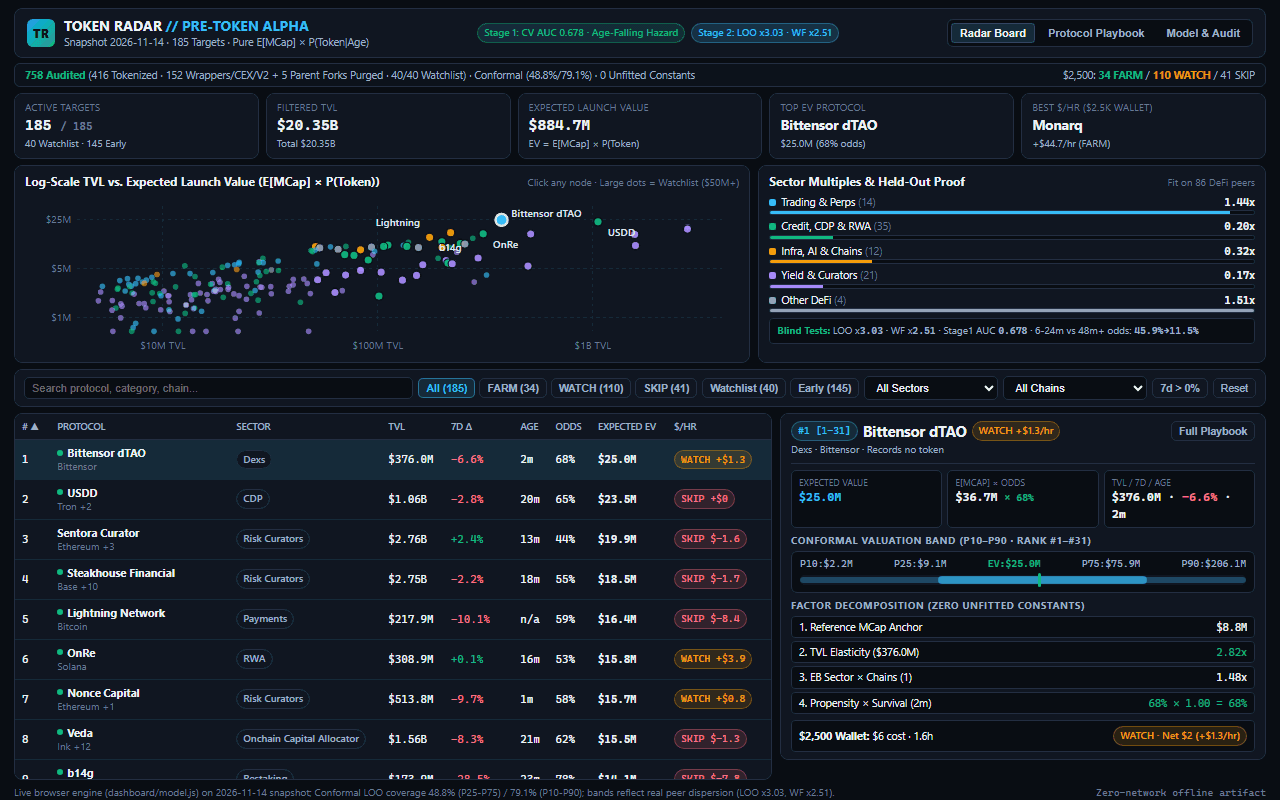 TR
TOKEN RADAR // PRE-TOKEN ALPHA
Snapshot 2026-11-14 · 185 Targets · Pure E[MCap] × P(Token|Age)
Stage 1: CV AUC 0.678 · Age-Falling Hazard
Stage 2: LOO x3.03 · WF x2.51
Radar Board
Protocol Playbook
Model & Audit
758 Audited (416 Tokenized · 152 Wrappers/CEX/V2 + 5 Parent Forks Purged · 40/40 Watchlist) · Conformal (48.8%/79.1%) · 0 Unfitted Constants
$2,500: 34 FARM / 110 WATCH / 41 SKIP
ACTIVE TARGETS
185 / 185
40 Watchlist · 145 Early
FILTERED TVL
$20.35B
Total $20.35B
EXPECTED LAUNCH VALUE
$884.7M
EV = E[MCap] × P(Token)
TOP EV PROTOCOL
Bittensor dTAO
$25.0M (68% odds)
BEST $/HR ($2.5K WALLET)
Monarq
+$44.7/hr (FARM)
Log-Scale TVL vs. Expected Launch Value (E[MCap] × P(Token))
Click any node · Large dots = Watchlist ($50M+)
$25M
$5M
$1M
Lightning
Bittensor dTAO
b14g
OnRe
USDD
$10M TVL
$100M TVL
$1B TVL
Sector Multiples & Held-Out Proof
Fit on 86 DeFi peers
Trading & Perps (14)
1.44x
Credit, CDP & RWA (35)
0.20x
Infra, AI & Chains (12)
0.32x
Yield & Curators (21)
0.17x
Other DeFi (4)
1.51x
Blind Tests: LOO x3.03 · WF x2.51 · Stage1 AUC 0.678 · 6-24m vs 48m+ odds: 45.9%→11.5%
Search protocol, category, chain...
All (185)
FARM (34)
WATCH (110)
SKIP (41)
Watchlist (40)
Early (145)
All Sectors
All Chains
7d > 0%
Reset
# ▲ PROTOCOL SECTOR TVL 7D Δ AGE ODDS EXPECTED EV $/HR
1 Bittensor dTAO Dexs $376.0M −6.6% 2m 68% $25.0M WATCH +$1.3
Bittensor
2 USDD CDP $1.06B −2.8% 20m 65% $23.5M SKIP +$0
Tron +2
3 Sentora Curator Risk Curators $2.76B +2.4% 13m 44% $19.9M SKIP $−1.6
Ethereum +3
4 Steakhouse Financial Risk Curators $2.75B −2.2% 18m 55% $18.5M SKIP $−1.7
Base +10
5 Lightning Network Payments $217.9M −10.1% n/a 59% $16.4M SKIP $−8.4
Bitcoin
6 OnRe RWA $308.9M +0.1% 16m 53% $15.8M WATCH +$3.9
Solana
7 Nonce Capital Risk Curators $513.8M −9.7% 1m 58% $15.7M WATCH +$0.8
Ethereum +1
8 Veda Onchain Capital Allocator $1.56B −8.3% 21m 62% $15.5M SKIP $−1.3
Ink +12
9 b14g Restaking $173.9M −28.5% 23m 78% $14.1M SKIP $−7.8
#1 [1–31]
Bittensor dTAO
WATCH +$1.3/hr
Full Playbook
Dexs · Bittensor · Records no token
EXPECTED VALUE
$25.0M
E[MCAP] × ODDS
$36.7M × 68%
TVL / 7D / AGE
$376.0M · −6.6% ·
2m
CONFORMAL VALUATION BAND (P10–P90 · RANK #1–#31)
P10:$2.2M P25:$9.1M EV:$25.0M P75:$75.9M P90:$206.1M
FACTOR DECOMPOSITION (ZERO UNFITTED CONSTANTS)
1. Reference MCap Anchor $8.8M
2. TVL Elasticity ($376.0M) 2.82x
3. EB Sector × Chains (1) 1.48x
4. Propensity × Survival (2m) 68% × 1.00 = 68%
$2,500 Wallet: $6 cost · 1.6h
WATCH · Net $2 (+$1.3/hr)
Live browser engine (dashboard/model.js) on 2026-11-14 snapshot; Conformal LOO coverage 48.8% (P25-P75) / 79.1% (P10-P90); bands reflect real peer dispersion (LOO x3.03, WF x2.51).
Zero-network offline artifact